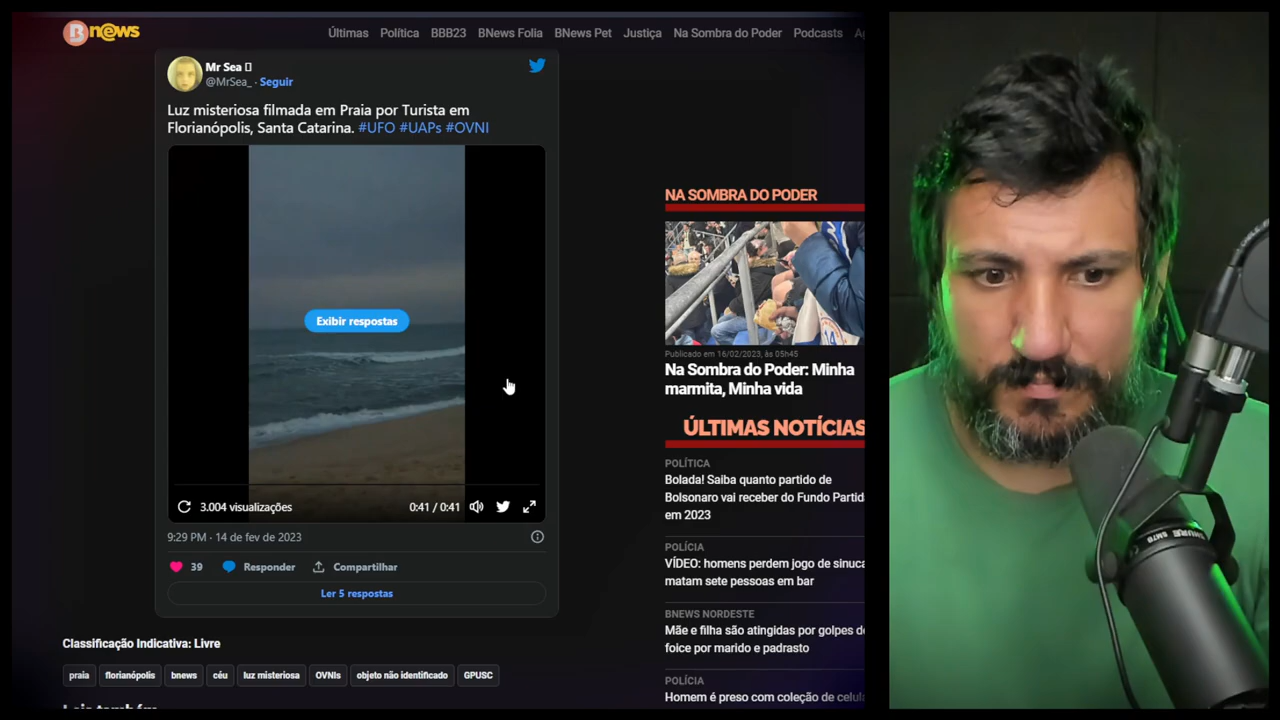 Bnews
Últimas Política BBB23 BNews Folia BNews Pet Justiça Na Sombra do Poder Podcasts
Mr Sea
@MrSea_ · Seguir
Luz misteriosa filmada em Praia por Turista em
Florianópolis, Santa Catarina. #UFO #UAPs #OVNI
Exibir respostas
3.004 visualizações
0:41 / 0:41
9:29 PM · 14 de fev de 2023
39 Responder Compartilhar
Ler 5 respostas
Classificação Indicativa: Livre
praia florianópolis bnews céu luz misteriosa OVNIs objeto não identificado GPUSC
NA SOMBRA DO PODER
Publicado em 16/02/2023, às 05h45
Na Sombra do Poder: Minha
marmita, Minha vida
ÚLTIMAS NOTÍCIAS
POLÍTICA
Bolada! Saiba quanto partido de
Bolsonaro vai receber do Fundo Partid
em 2023
POLÍCIA
VÍDEO: homens perdem jogo de sinuca
matam sete pessoas em bar
BNEWS NORDESTE
Mãe e filha são atingidas por golpes de
foice por marido e padrasto
POLÍCIA
Homem é preso com coleção de celul
SHURE SM7B